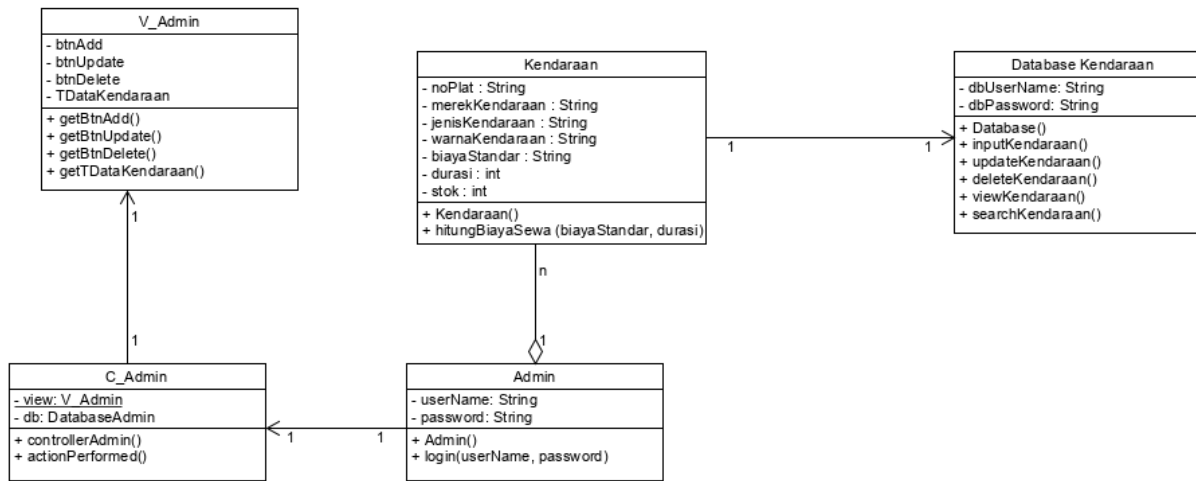 V_Admin
- btnAdd
- btnUpdate
- btnDelete
- TDataKendaraan
+ getBtnAdd()
+ getBtnUpdate()
+ getBtnDelete()
+ getTDataKendaraan()
Kendaraan
- noPlat : String
- merekKendaraan : String
- jenisKendaraan : String
- warnaKendaraan : String
- biayaStandar : String
- durasi : int
- stok : int
+ Kendaraan()
+ hitungBiayaSewa (biayaStandar, durasi)
Database Kendaraan
- dbUserName: String
- dbPassword: String
+ Database()
+ inputKendaraan()
+ updateKendaraan()
+ deleteKendaraan()
+ viewKendaraan()
+ searchKendaraan()
1
1
1
1
n
1
C_Admin
- view: V_Admin
- db: DatabaseAdmin
+ controllerAdmin()
+ actionPerformed()
1
1
Admin
- userName: String
- password: String
+ Admin()
+ login(userName, password)